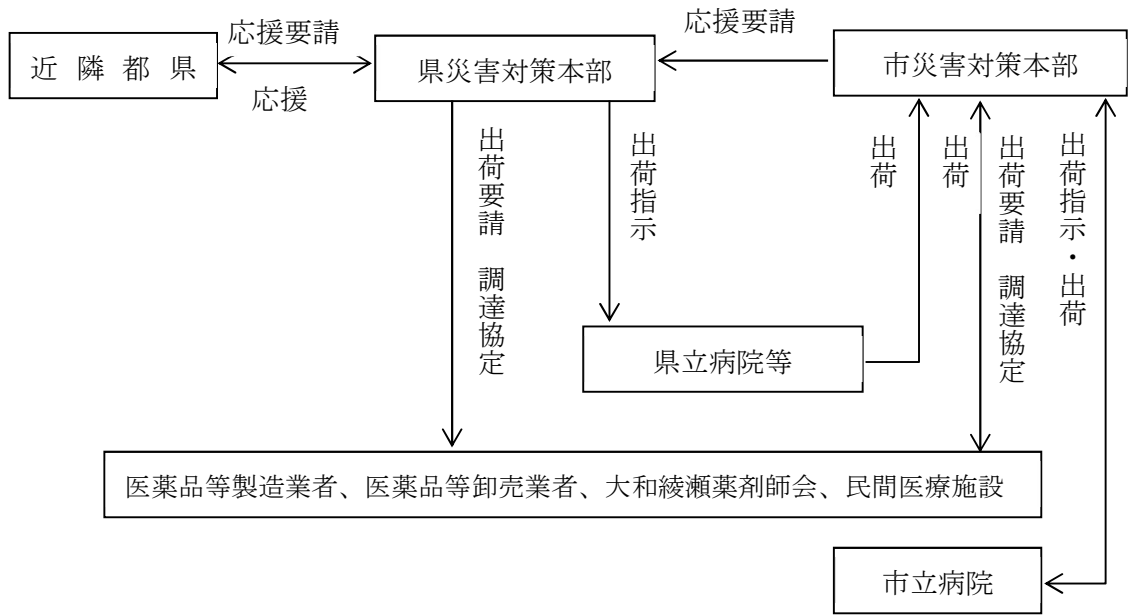 応援要請
応援要請
近隣都県
県災害対策本部
市災害対策本部
応援
出荷要請 調達協定
出荷指示
出荷
出荷
出荷要請 調達協定
出荷指示・出荷
県立病院等
医薬品等製造業者、医薬品等卸売業者、大和綾瀬薬剤師会、民間医療施設
市立病院